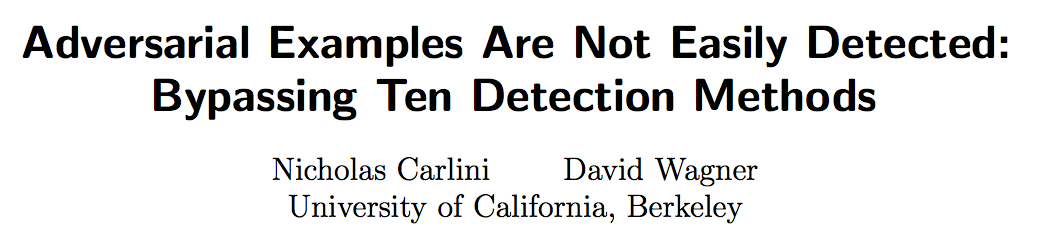 Adversarial Examples Are Not Easily Detected:
Bypassing Ten Detection Methods
Nicholas Carlini David Wagner
University of California, Berkeley